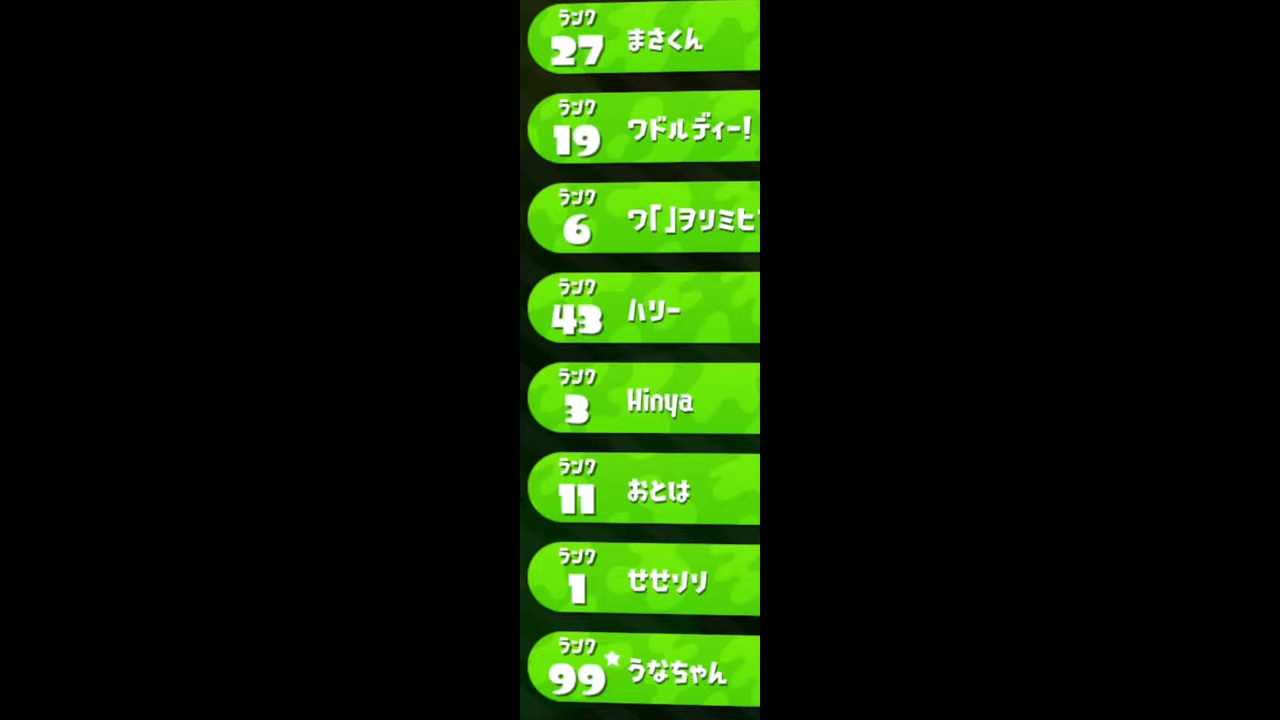 ランク
27 まさくん
ランク
19 ワドルディー!
ランク
6 ワ「」ヲリミヒ
ランク
43 ハリー
ランク
3 Hinya
ランク
11 おとは
ランク
1 せせりり
ランク
99★ うなちゃん